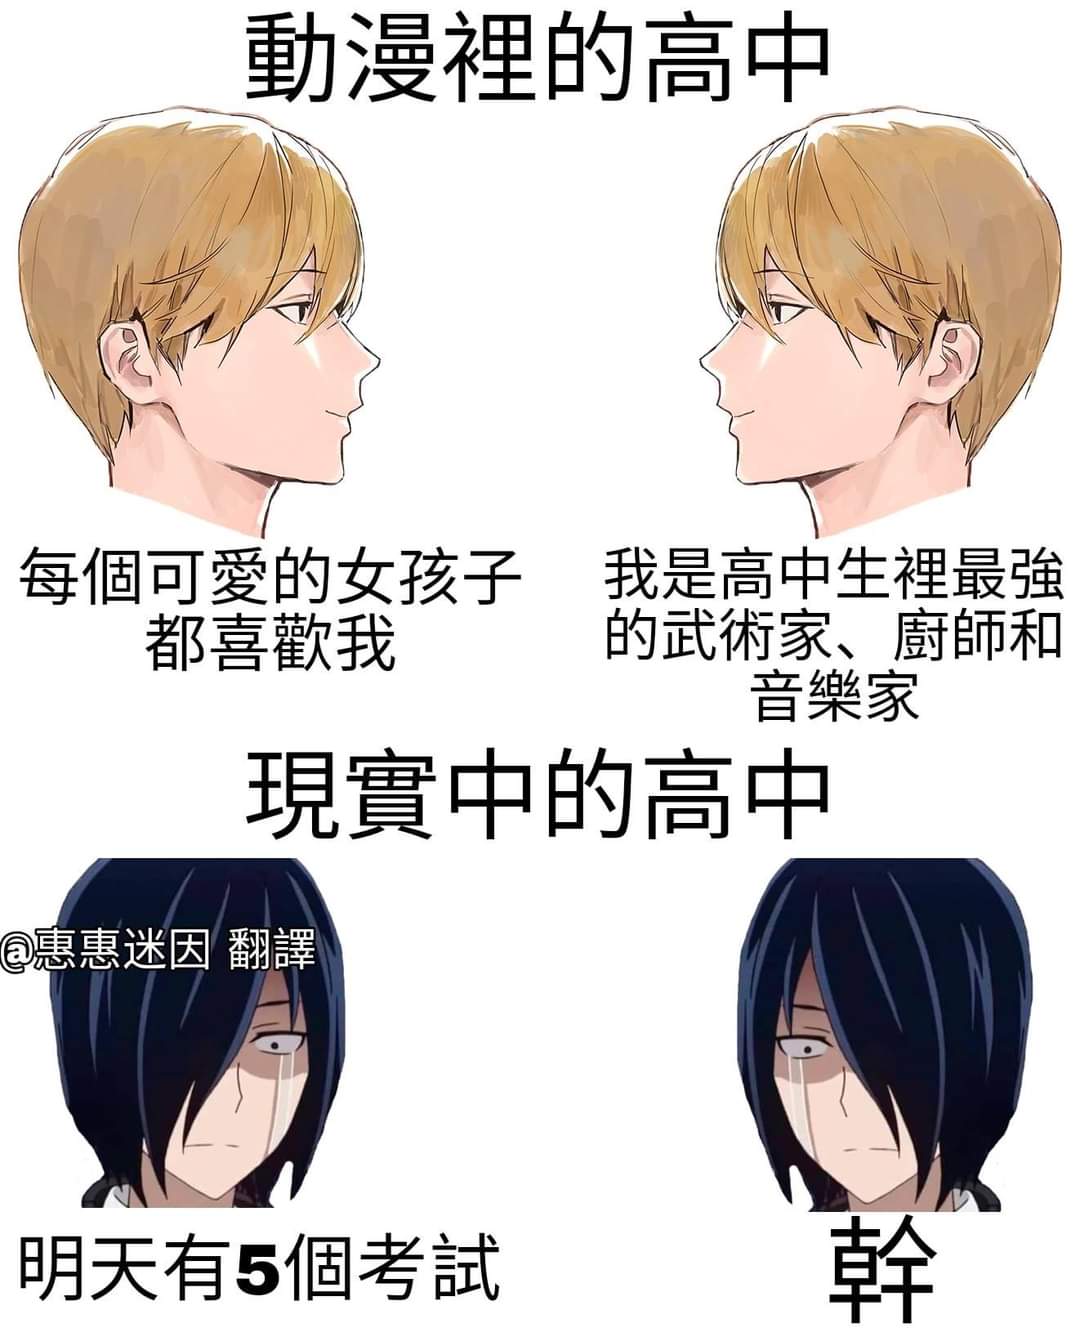 動漫裡的高中
每個可愛的女孩子
都喜歡我
我是高中生裡最強
的武術家、廚師和
音樂家
現實中的高中
@惠惠迷因 翻譯
明天有5個考試
幹